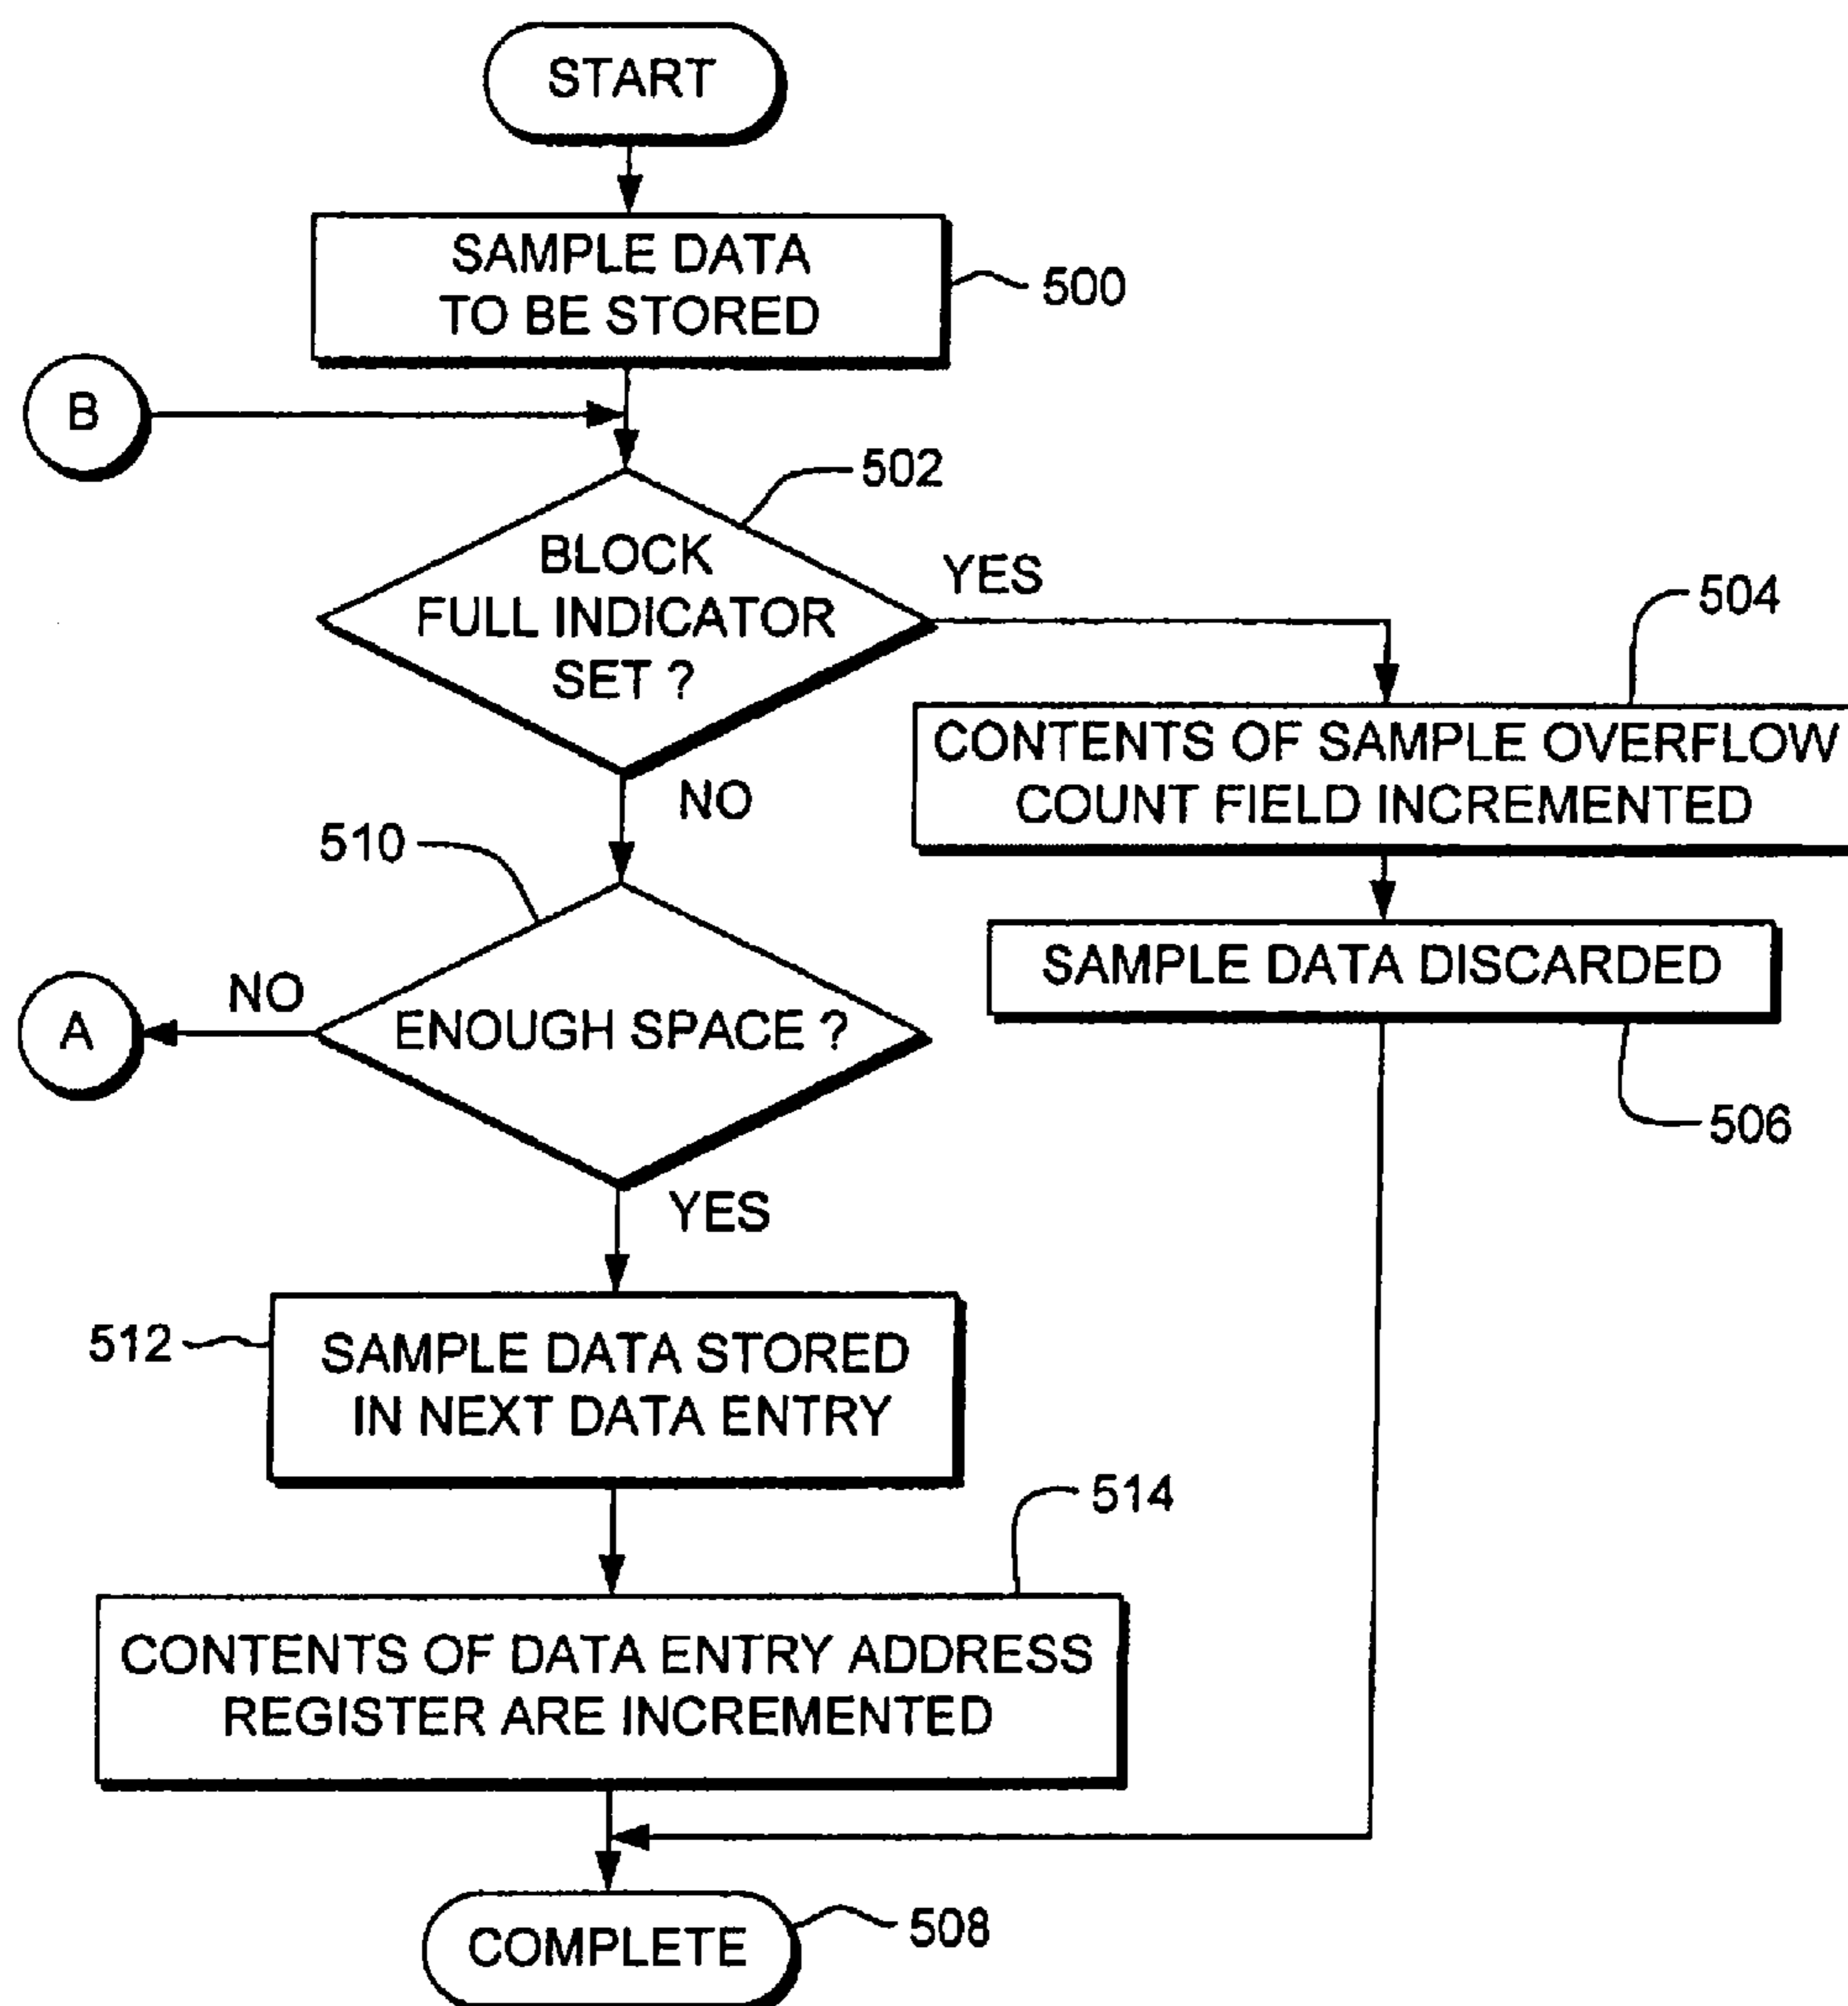 START
SAMPLE DATA
TO BE STORED
500
B
502
BLOCK
FULL INDICATOR
SET ?
YES
504
CONTENTS OF SAMPLE OVERFLOW
COUNT FIELD INCREMENTED
NO
510
SAMPLE DATA DISCARDED
506
ENOUGH SPACE ?
NO
A
YES
512
SAMPLE DATA STORED
IN NEXT DATA ENTRY
514
CONTENTS OF DATA ENTRY ADDRESS
REGISTER ARE INCREMENTED
COMPLETE
508